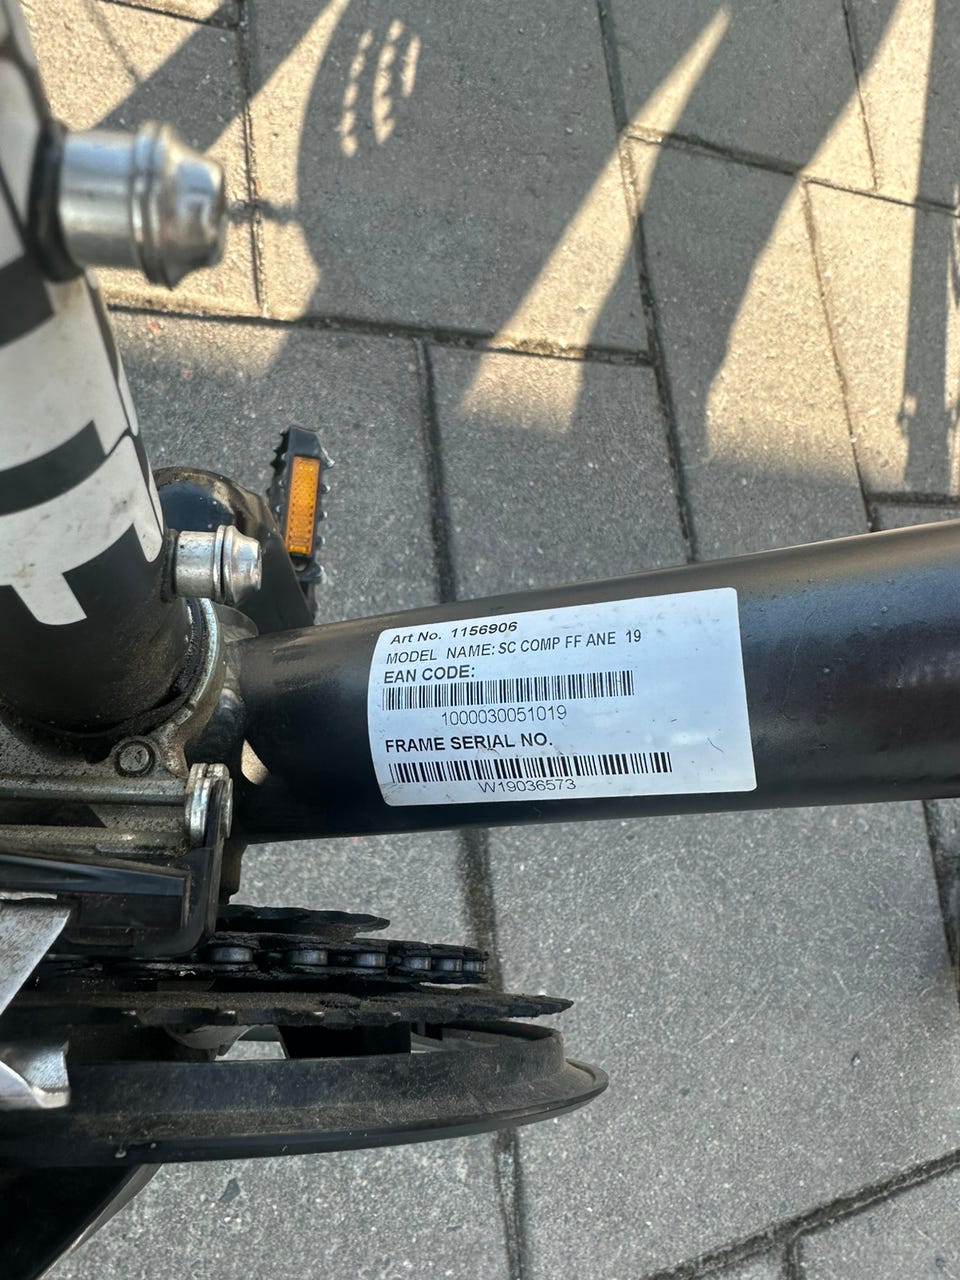 Art No. 1156906
MODEL NAME: SC COMP FF ANE 19
EAN CODE:
1000030051019
FRAME SERIAL NO.
W19036573